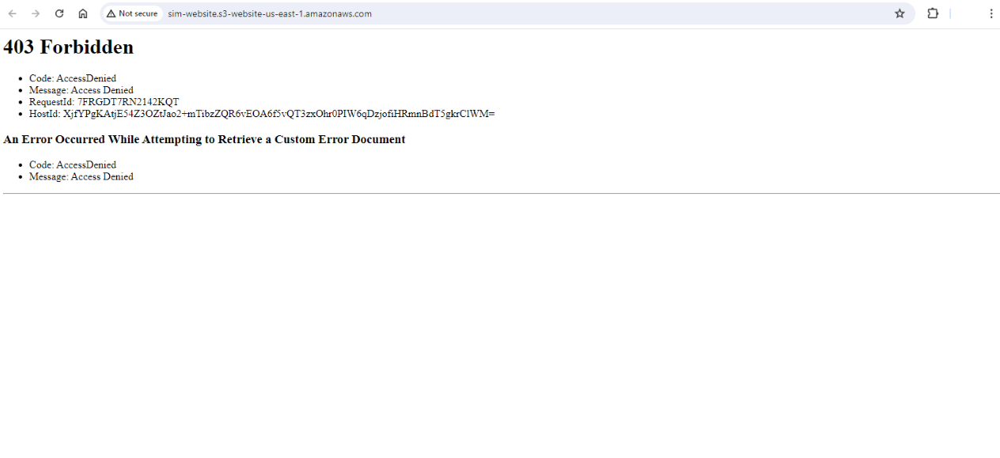 Not secure sim-website.s3-website-us-east-1.amazonaws.com
403 Forbidden
• Code: AccessDenied
• Message: Access Denied
• RequestId: 7FRGDT7RN2142KQT
• HostId: XjfYPgKAtjE54Z3OZtJao2+mTibzZQR6vEOA6f5vQT3zxOhr0PIW6qDzjofiHRmnBdT5gkrClWM=
An Error Occurred While Attempting to Retrieve a Custom Error Document
• Code: AccessDenied
• Message: Access Denied